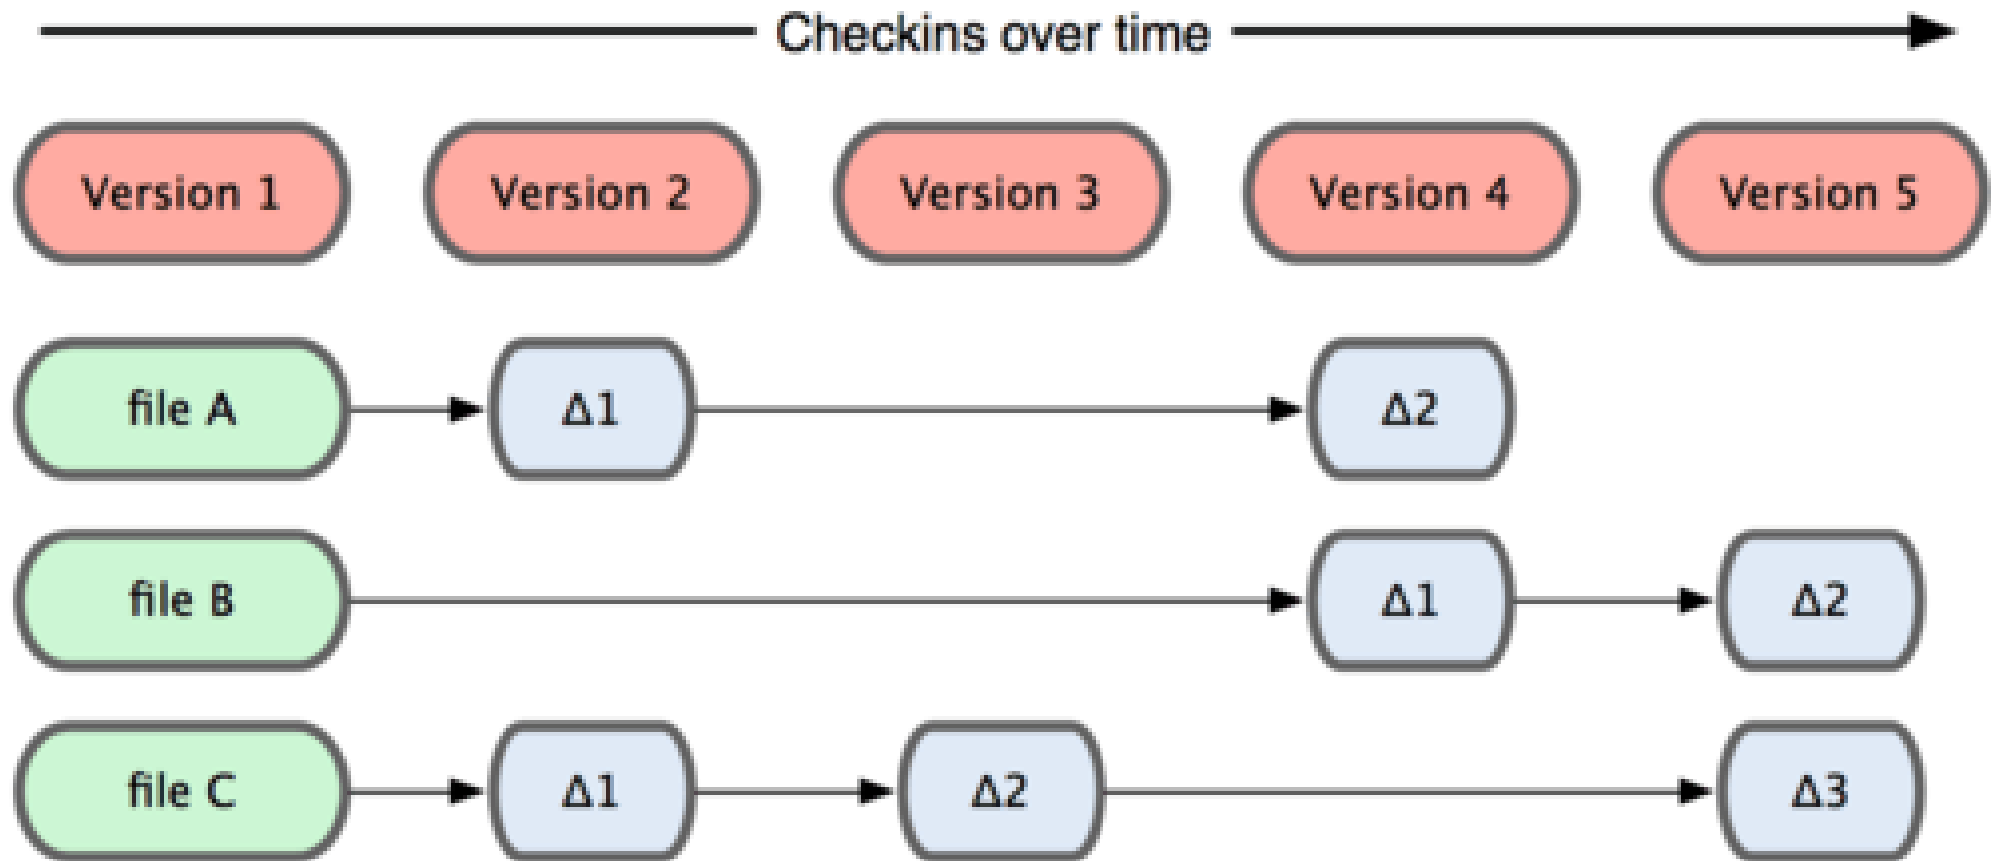 Checkins over time
Version 1 Version 2 Version 3 Version 4 Version 5
file A Δ1 Δ2
file B Δ1 Δ2
file C Δ1 Δ2 Δ3